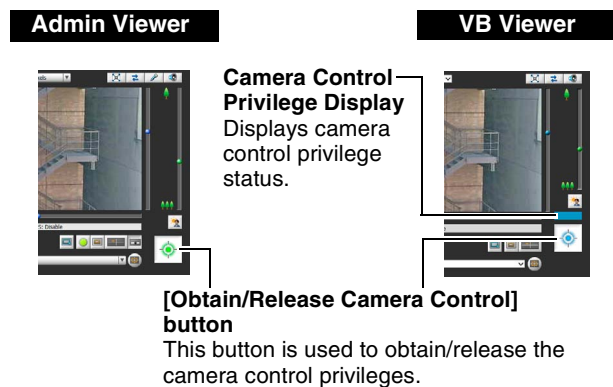 Admin Viewer
VB Viewer
Camera Control
Privilege Display
Displays camera
control privilege
status.
[Obtain/Release Camera Control]
button
This button is used to obtain/release the
camera control privileges.